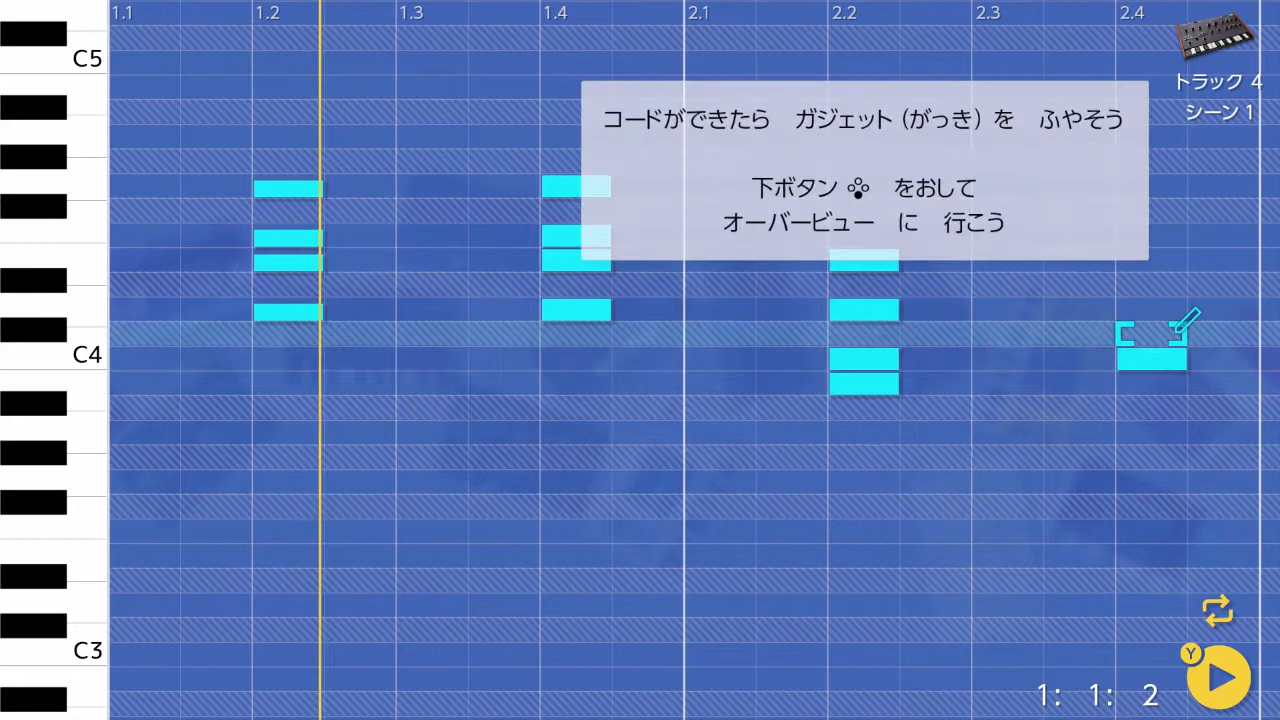 1.1 1.2 1.3 1.4 2.1 2.2 2.3 2.4
C5
トラック 4
シーン 1
コードができたら ガジェット (がっき) を ふやそう
下ボタン をおして
オーバービュー に 行こう
C4
C3
Y
1: 1: 2